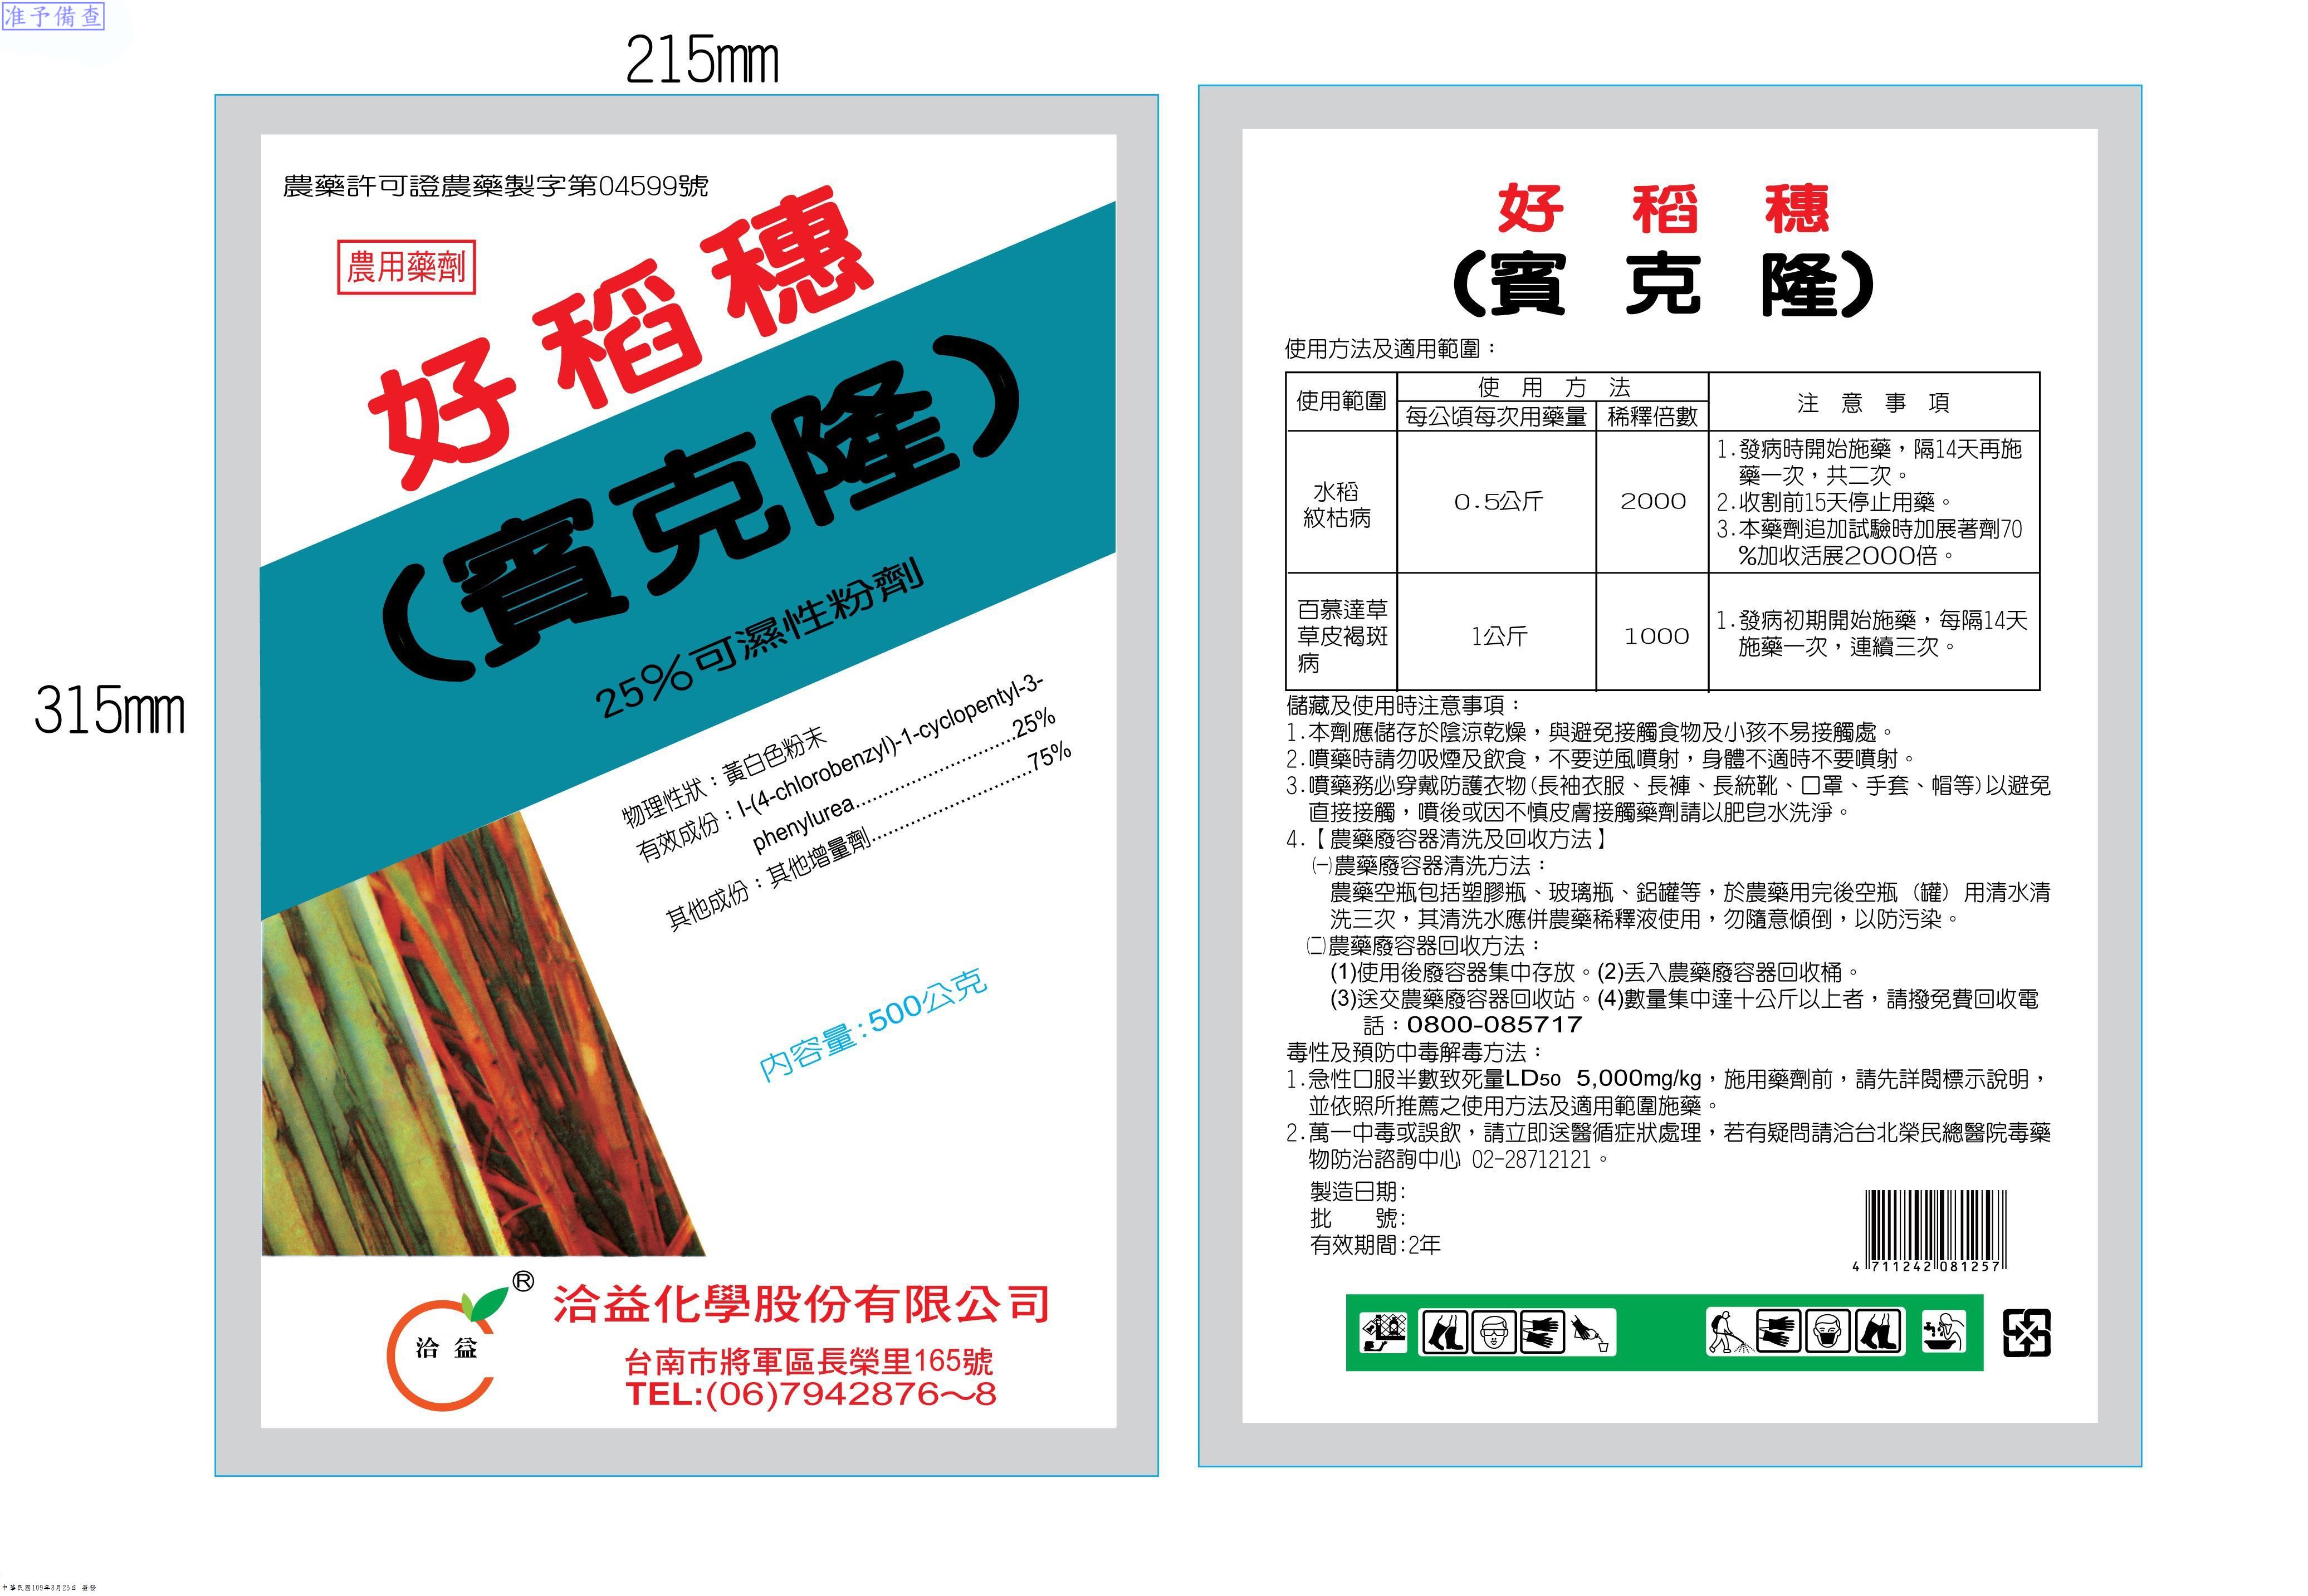 准予備查
215mm
315mm
農藥許可證農藥製字第04599號
農用藥劑
好稻穗
(賓克隆)
25%可濕性粉劑
物理性狀：黃白色粉末
有效成份：I-(4-chlorobenzyl)-1-cyclopentyl-3-
phenylurea..............................25%
其他成份：其他增量劑..............................75%
內容量:500公克
洽益
®
洽益化學股份有限公司
台南市將軍區長榮里165號
TEL:(06)7942876～8
好稻穗
(賓克隆)
使用方法及適用範圍：
使用範圍
使用方法
注意事項
每公頃每次用藥量 稀釋倍數
水稻
紋枯病
0.5公斤
2000
1.發病時開始施藥，隔14天再施
藥一次，共二次。
2.收割前15天停止用藥。
3.本藥劑追加試驗時加展著劑70
%加收活展2000倍。
百慕達草
草皮褐斑
病
1公斤
1000
1.發病初期開始施藥，每隔14天
施藥一次，連續三次。
儲藏及使用時注意事項：
1.本劑應儲存於陰涼乾燥，與避免接觸食物及小孩不易接觸處。
2.噴藥時請勿吸煙及飲食，不要逆風噴射，身體不適時不要噴射。
3.噴藥務必穿戴防護衣物(長袖衣服、長褲、長統靴、口罩、手套、帽等)以避免
直接接觸，噴後或因不慎皮膚接觸藥劑請以肥皂水洗淨。
4.【農藥廢容器清洗及回收方法】
㈠農藥廢容器清洗方法：
農藥空瓶包括塑膠瓶、玻璃瓶、鋁罐等，於農藥用完後空瓶（罐）用清水清
洗三次，其清洗水應併農藥稀釋液使用，勿隨意傾倒，以防污染。
㈡農藥廢容器回收方法：
(1)使用後廢容器集中存放。(2)丟入農藥廢容器回收桶。
(3)送交農藥廢容器回收站。(4)數量集中達十公斤以上者，請撥免費回收電
話：0800-085717
毒性及預防中毒解毒方法：
1.急性口服半數致死量LD50 5,000mg/kg，施用藥劑前，請先詳閱標示說明，
並依照所推薦之使用方法及適用範圍施藥。
2.萬一中毒或誤飲，請立即送醫循症狀處理，若有疑問請洽台北榮民總醫院毒藥
物防治諮詢中心 02-28712121。
製造日期:
批 號:
有效期間:2年
4 711242 081257
中華民國109年3月25日 簽發